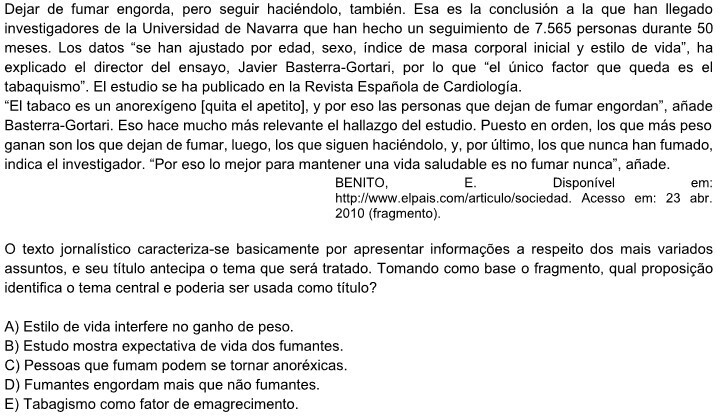 Dejar de fumar engorda, pero seguir haciéndolo, también. Esa es la conclusión a la que han llegado
investigadores de la Universidad de Navarra que han hecho un seguimiento de 7.565 personas durante 50
meses. Los datos “se han ajustado por edad, sexo, índice de masa corporal inicial y estilo de vida”, ha
explicado el director del ensayo, Javier Basterra-Gortari, por lo que “el único factor que queda es el
tabaquismo”. El estudio se ha publicado en la Revista Española de Cardiología.
“El tabaco es un anorexígeno [quita el apetito], y por eso las personas que dejan de fumar engordan”, añade
Basterra-Gortari. Eso hace mucho más relevante el hallazgo del estudio. Puesto en orden, los que más peso
ganan son los que dejan de fumar, luego, los que siguen haciéndolo, y, por último, los que nunca han fumado,
indica el investigador. “Por eso lo mejor para mantener una vida saludable es no fumar nunca”, añade.
BENITO, E. Disponível em:
http://www.elpais.com/articulo/sociedad. Acesso em: 23 abr.
2010 (fragmento).
O texto jornalístico caracteriza-se basicamente por apresentar informações a respeito dos mais variados
assuntos, e seu título antecipa o tema que será tratado. Tomando como base o fragmento, qual proposição
identifica o tema central e poderia ser usada como título?
A) Estilo de vida interfere no ganho de peso.
B) Estudo mostra expectativa de vida dos fumantes.
C) Pessoas que fumam podem se tornar anoréxicas.
D) Fumantes engordam mais que não fumantes.
E) Tabagismo como fator de emagrecimento.